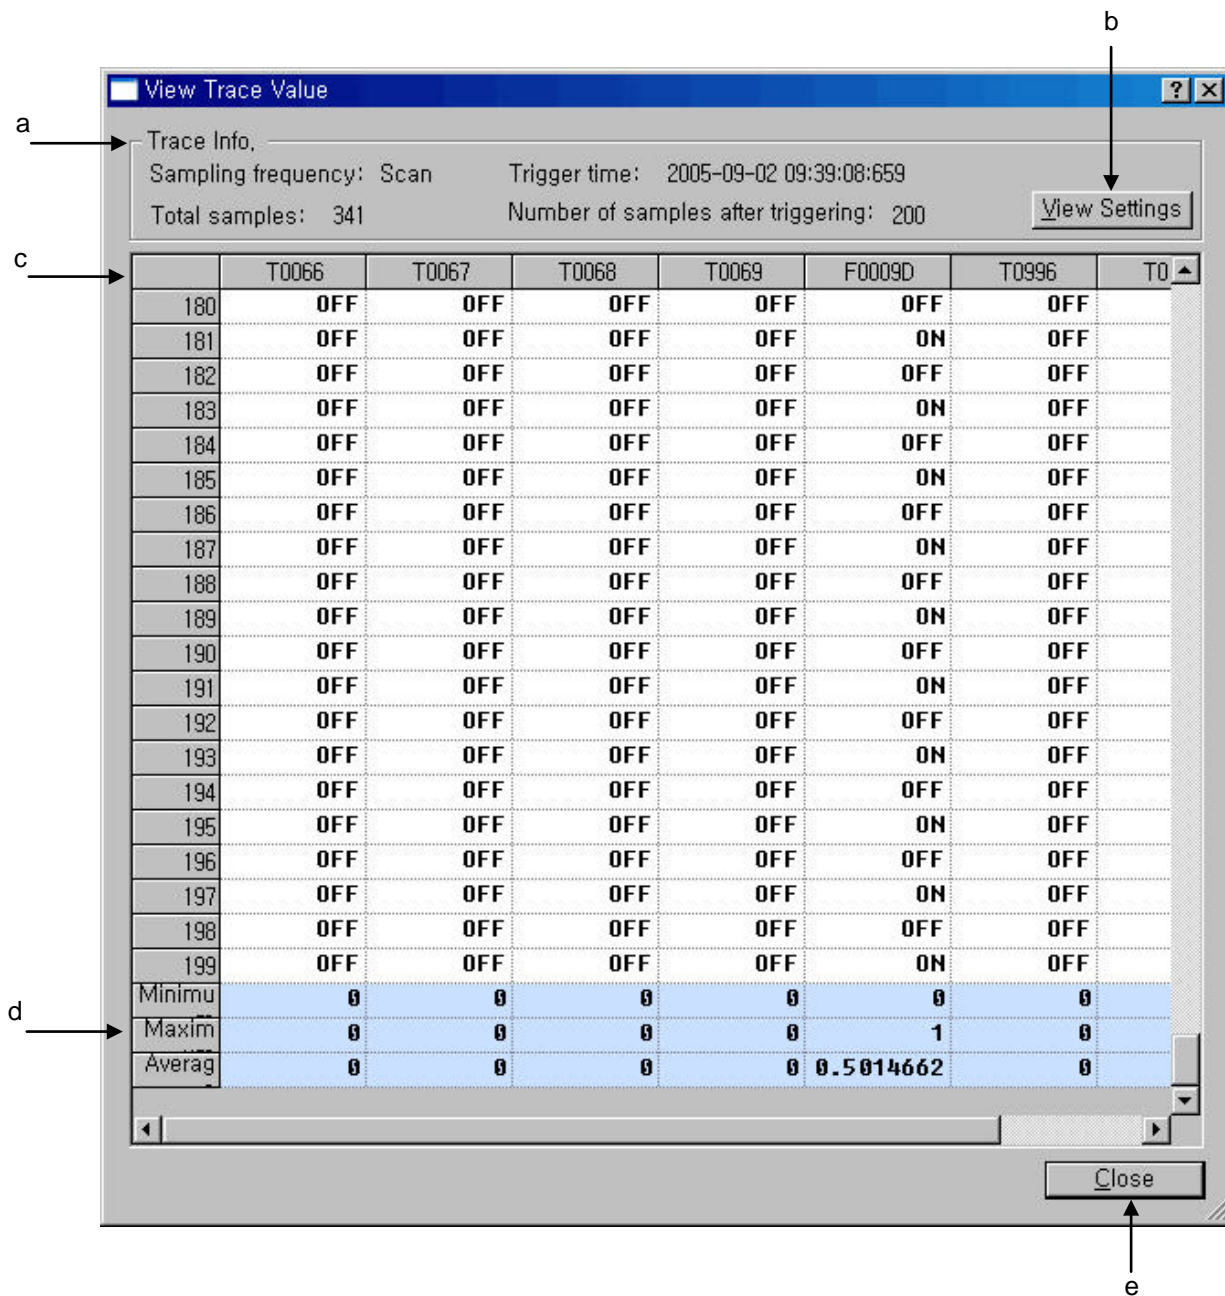 b
View Trace Value
a
Trace Info,
Sampling frequency: Scan Trigger time: 2005-09-02 09:39:08:659
Total samples: 341 Number of samples after triggering: 200 View Settings
c
T0066 T0067 T0068 T0069 F0009D T0996 T0
180 OFF OFF OFF OFF OFF OFF
181 OFF OFF OFF OFF ON OFF
182 OFF OFF OFF OFF OFF OFF
183 OFF OFF OFF OFF ON OFF
184 OFF OFF OFF OFF OFF OFF
185 OFF OFF OFF OFF ON OFF
186 OFF OFF OFF OFF OFF OFF
187 OFF OFF OFF OFF ON OFF
188 OFF OFF OFF OFF OFF OFF
189 OFF OFF OFF OFF ON OFF
190 OFF OFF OFF OFF OFF OFF
191 OFF OFF OFF OFF ON OFF
192 OFF OFF OFF OFF OFF OFF
193 OFF OFF OFF OFF ON OFF
194 OFF OFF OFF OFF OFF OFF
195 OFF OFF OFF OFF ON OFF
196 OFF OFF OFF OFF OFF OFF
197 OFF OFF OFF OFF ON OFF
198 OFF OFF OFF OFF OFF OFF
199 OFF OFF OFF OFF ON OFF
Minimu 0 0 0 0 0 0
d
Maxim 0 0 0 0 1 0
Averag 0 0 0 0 0.5014662 0
Close
e